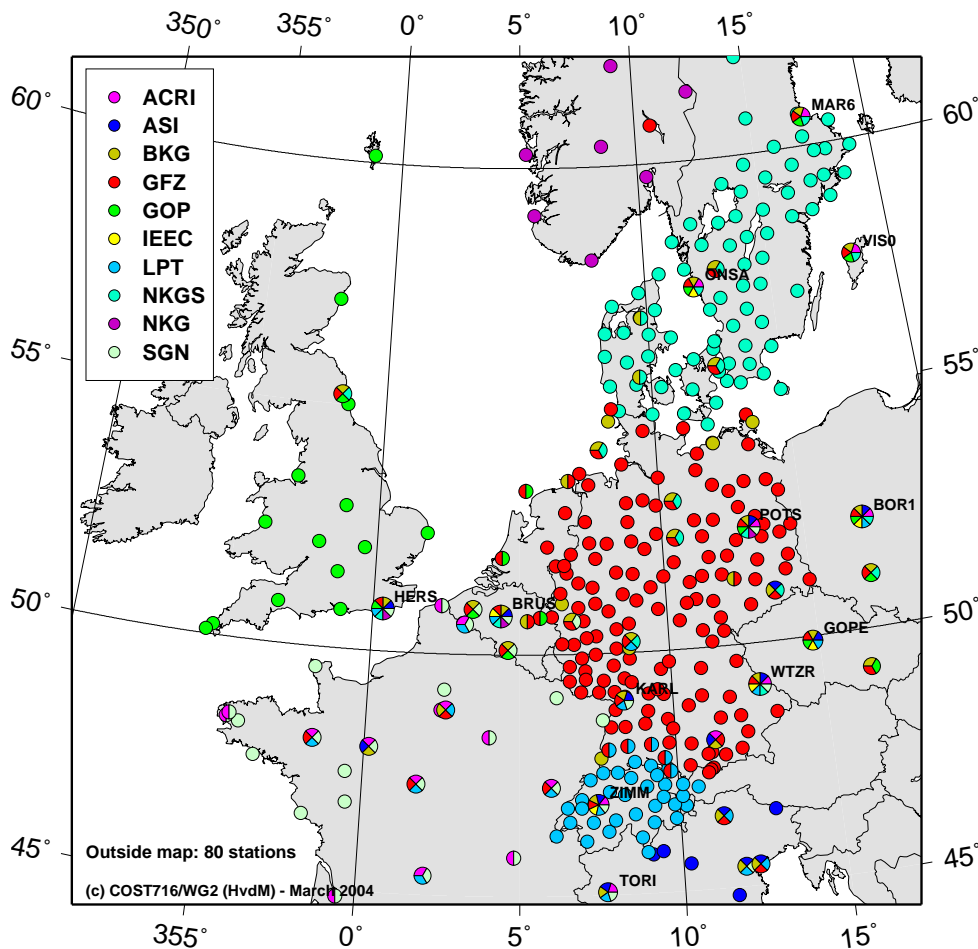 350° 355° 0° 5° 10° 15°
60° 60°
55° 55°
50° 50°
45° 45°
ACRI
ASI
BKG
GFZ
GOP
IEEC
LPT
NKGS
NKG
SGN
MAR6
VIS0
ONSA
BOR1
POTS
HERS
BRUS
GOPE
WTZR
KARL
ZIMM
TORI
Outside map: 80 stations
(c) COST716/WG2 (HvdM) - March 2004
355° 0° 5° 10° 15°